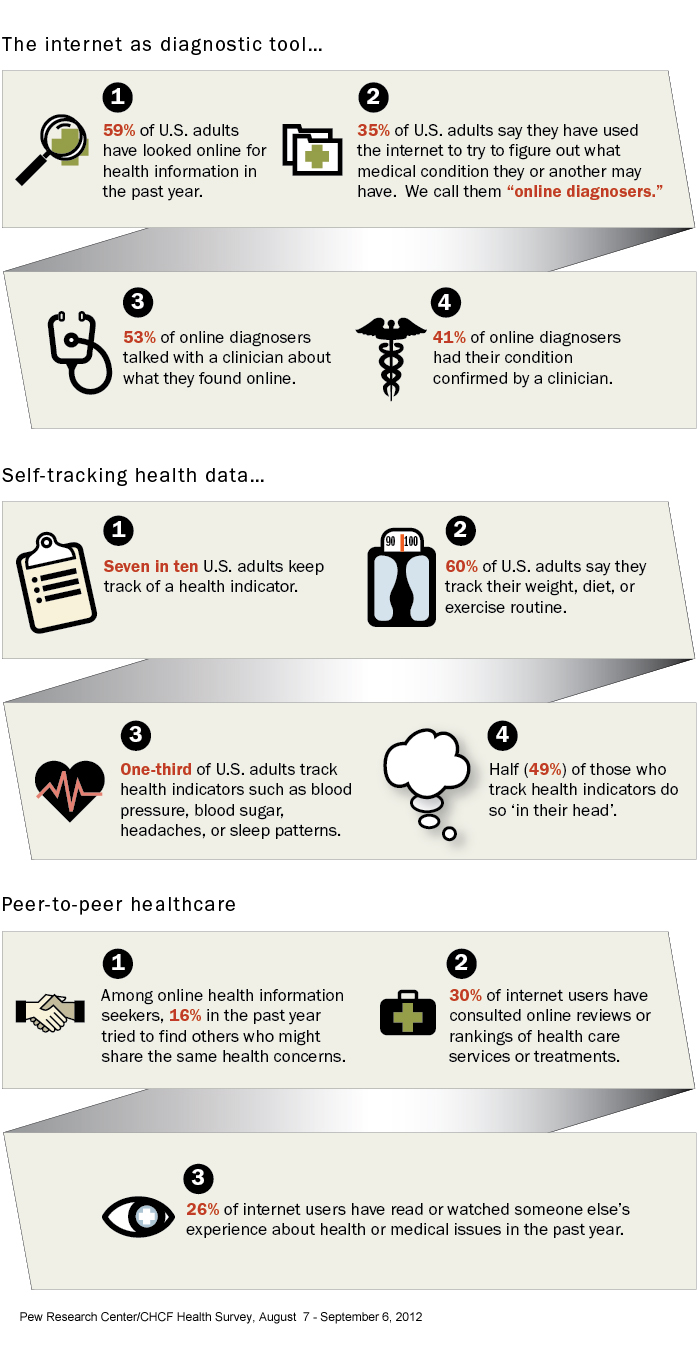 The internet as diagnostic tool...
1
59% of U.S. adults
have looked online for
health information in
the past year.
2
35% of U.S. adults say they have used
the internet to try to figure out what
medical condition they or another may
have. We call them “online diagnosers.”
3
53% of online diagnosers
talked with a clinician about
what they found online.
4
41% of online diagnosers
had their condition
confirmed by a clinician.
Self-tracking health data...
1
Seven in ten U.S. adults keep
track of a health indicator.
90 100
2
60% of U.S. adults say they
track their weight, diet, or
exercise routine.
3
One-third of U.S. adults track
health indicators such as blood
pressure, blood sugar,
headaches, or sleep patterns.
4
Half (49%) of those who
track health indicators do
so ‘in their head’.
Peer-to-peer healthcare
1
Among online health information
seekers, 16% in the past year
tried to find others who might
share the same health concerns.
2
30% of internet users have
consulted online reviews or
rankings of health care
services or treatments.
3
26% of internet users have read or watched someone else’s
experience about health or medical issues in the past year.
Pew Research Center/CHCF Health Survey, August 7 - September 6, 2012